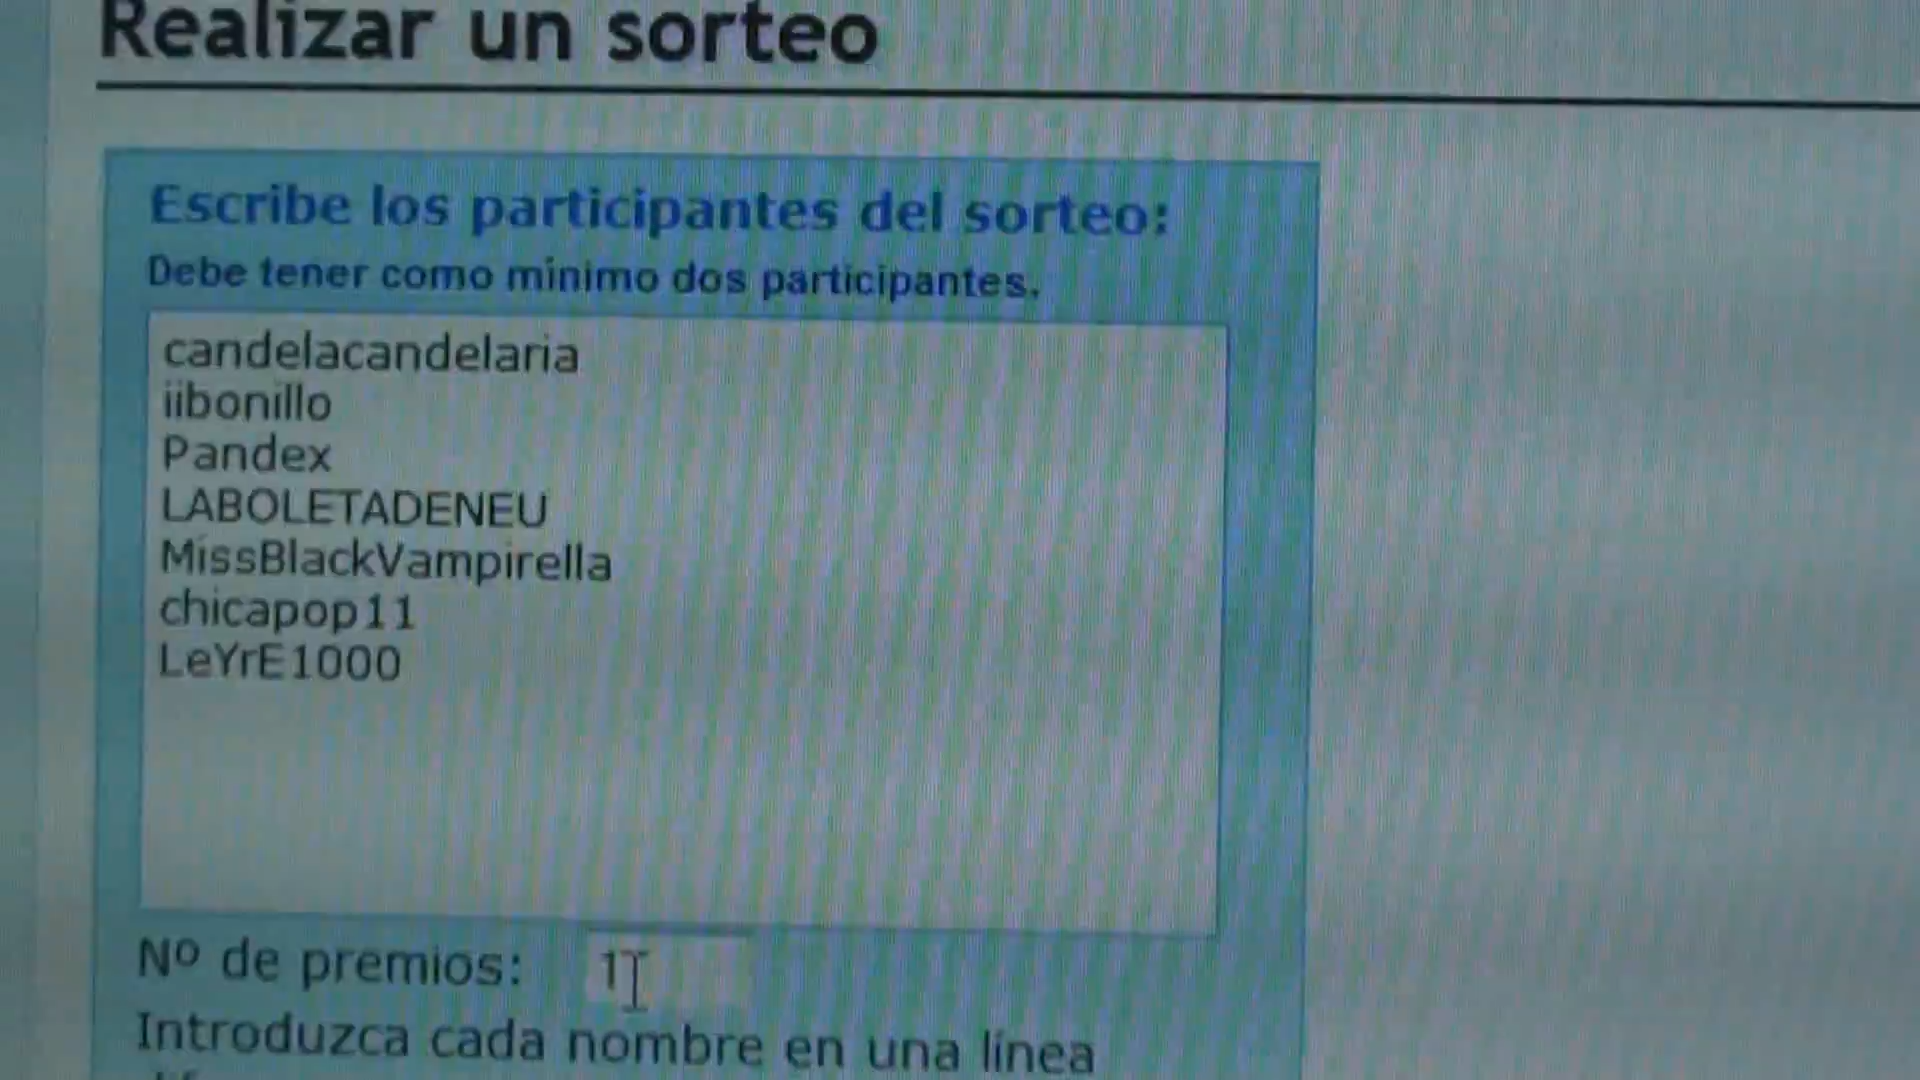 Realizar un sorteo
Escribe los participantes del sorteo:
Debe tener como mínimo dos participantes.
candelacandelaria
iibonillo
Pandex
LABOLETADENEU
MissBlackVampirella
chicapop11
LeYrE1000
Nº de premios: 1
Introduzca cada nombre en una línea